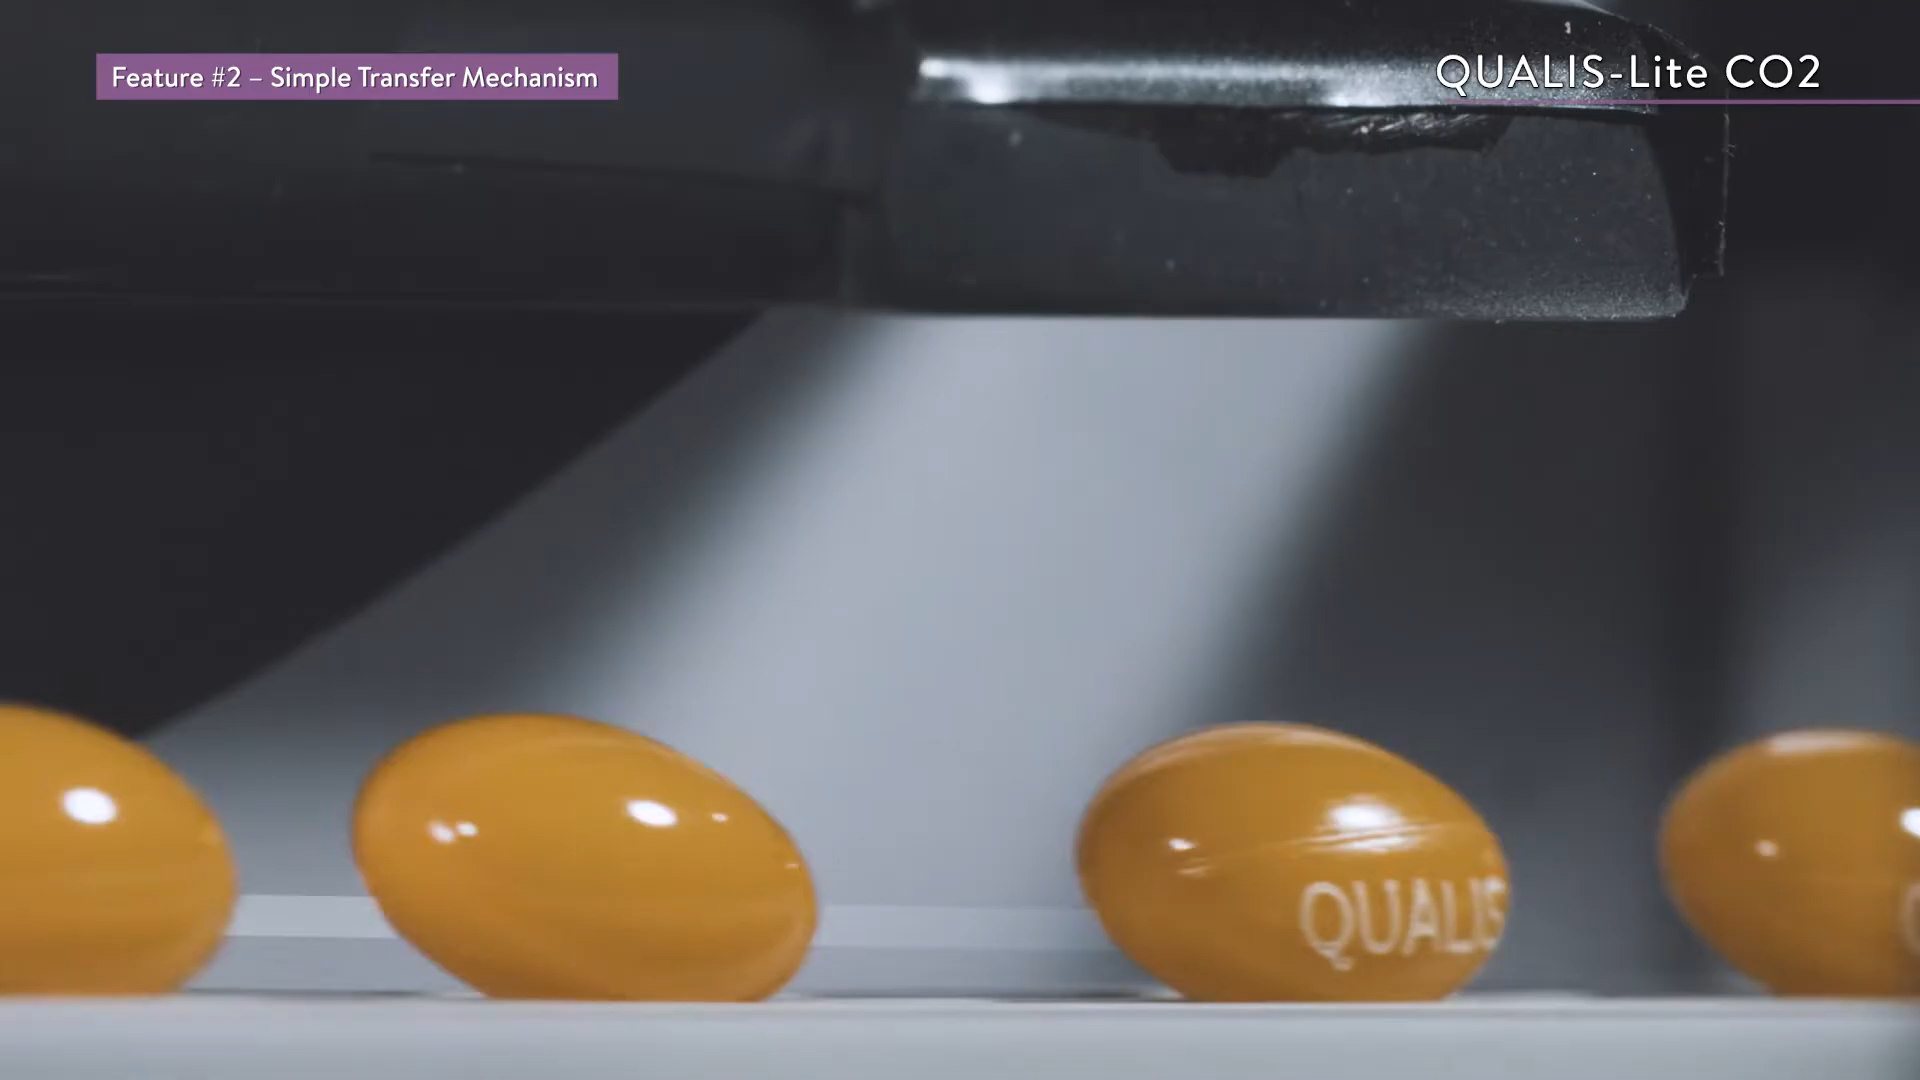 Feature #2 – Simple Transfer Mechanism
QUALIS-Lite CO2
QUALIS